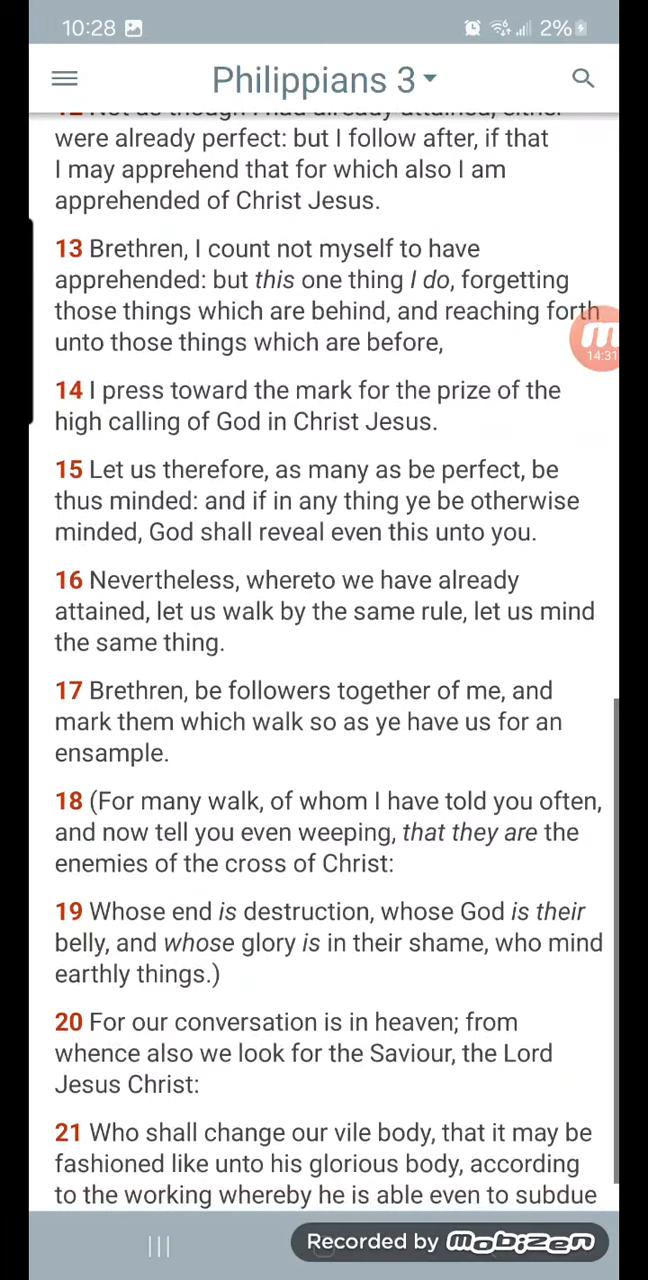 10:28 2%
Philippians 3
12 Not as though I had already attained, either
were already perfect: but I follow after, if that
I may apprehend that for which also I am
apprehended of Christ Jesus.
13 Brethren, I count not myself to have
apprehended: but this one thing I do, forgetting
those things which are behind, and reaching forth
unto those things which are before,
14:31
14 I press toward the mark for the prize of the
high calling of God in Christ Jesus.
15 Let us therefore, as many as be perfect, be
thus minded: and if in any thing ye be otherwise
minded, God shall reveal even this unto you.
16 Nevertheless, whereto we have already
attained, let us walk by the same rule, let us mind
the same thing.
17 Brethren, be followers together of me, and
mark them which walk so as ye have us for an
ensample.
18 (For many walk, of whom I have told you often,
and now tell you even weeping, that they are the
enemies of the cross of Christ:
19 Whose end is destruction, whose God is their
belly, and whose glory is in their shame, who mind
earthly things.)
20 For our conversation is in heaven; from
whence also we look for the Saviour, the Lord
Jesus Christ:
21 Who shall change our vile body, that it may be
fashioned like unto his glorious body, according
to the working whereby he is able even to subdue
Recorded by mobizen